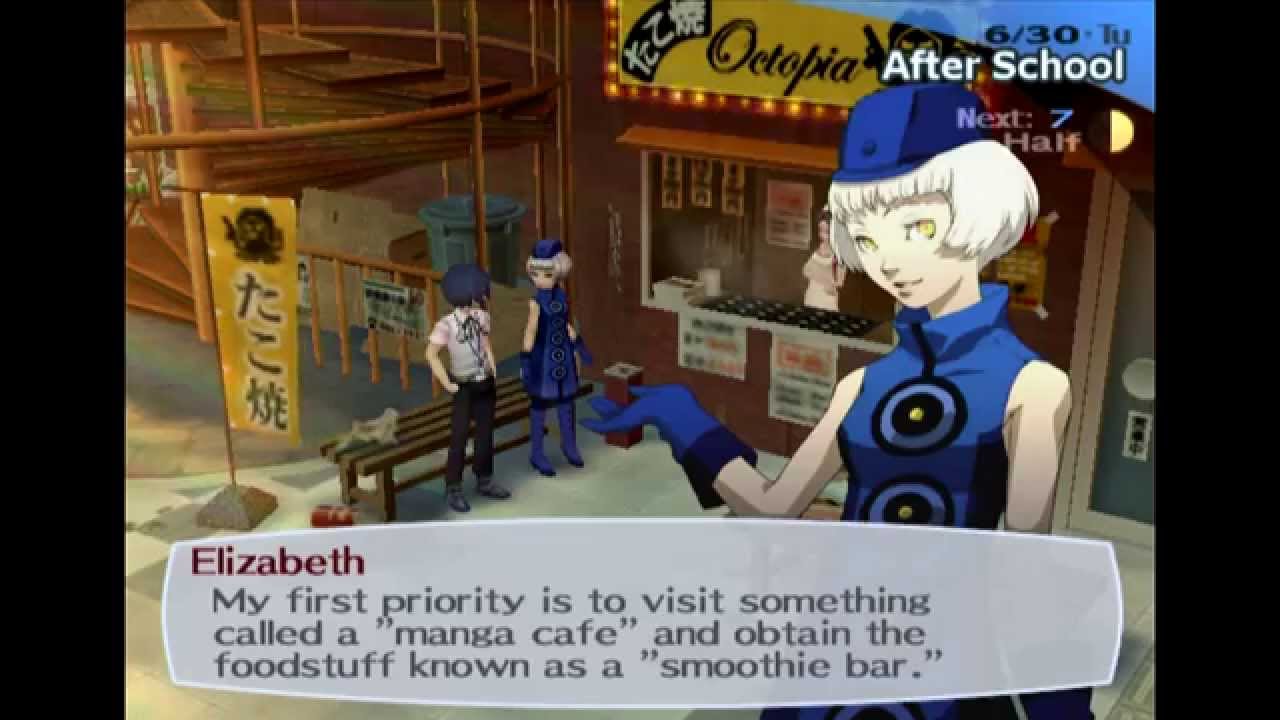 たこ焼
Octopia
6/30・Tu
After School
Next: 7
Half
たこ焼
Elizabeth
My first priority is to visit something
called a "manga cafe" and obtain the
foodstuff known as a "smoothie bar."